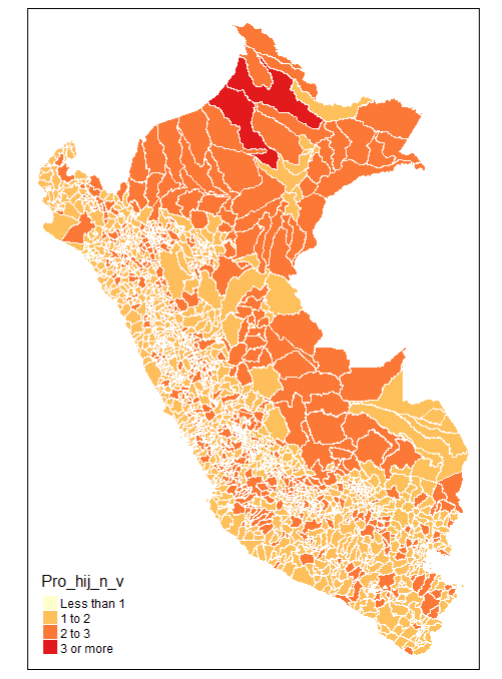 Pro_hij_n_v
Less than 1
1 to 2
2 to 3
3 or more